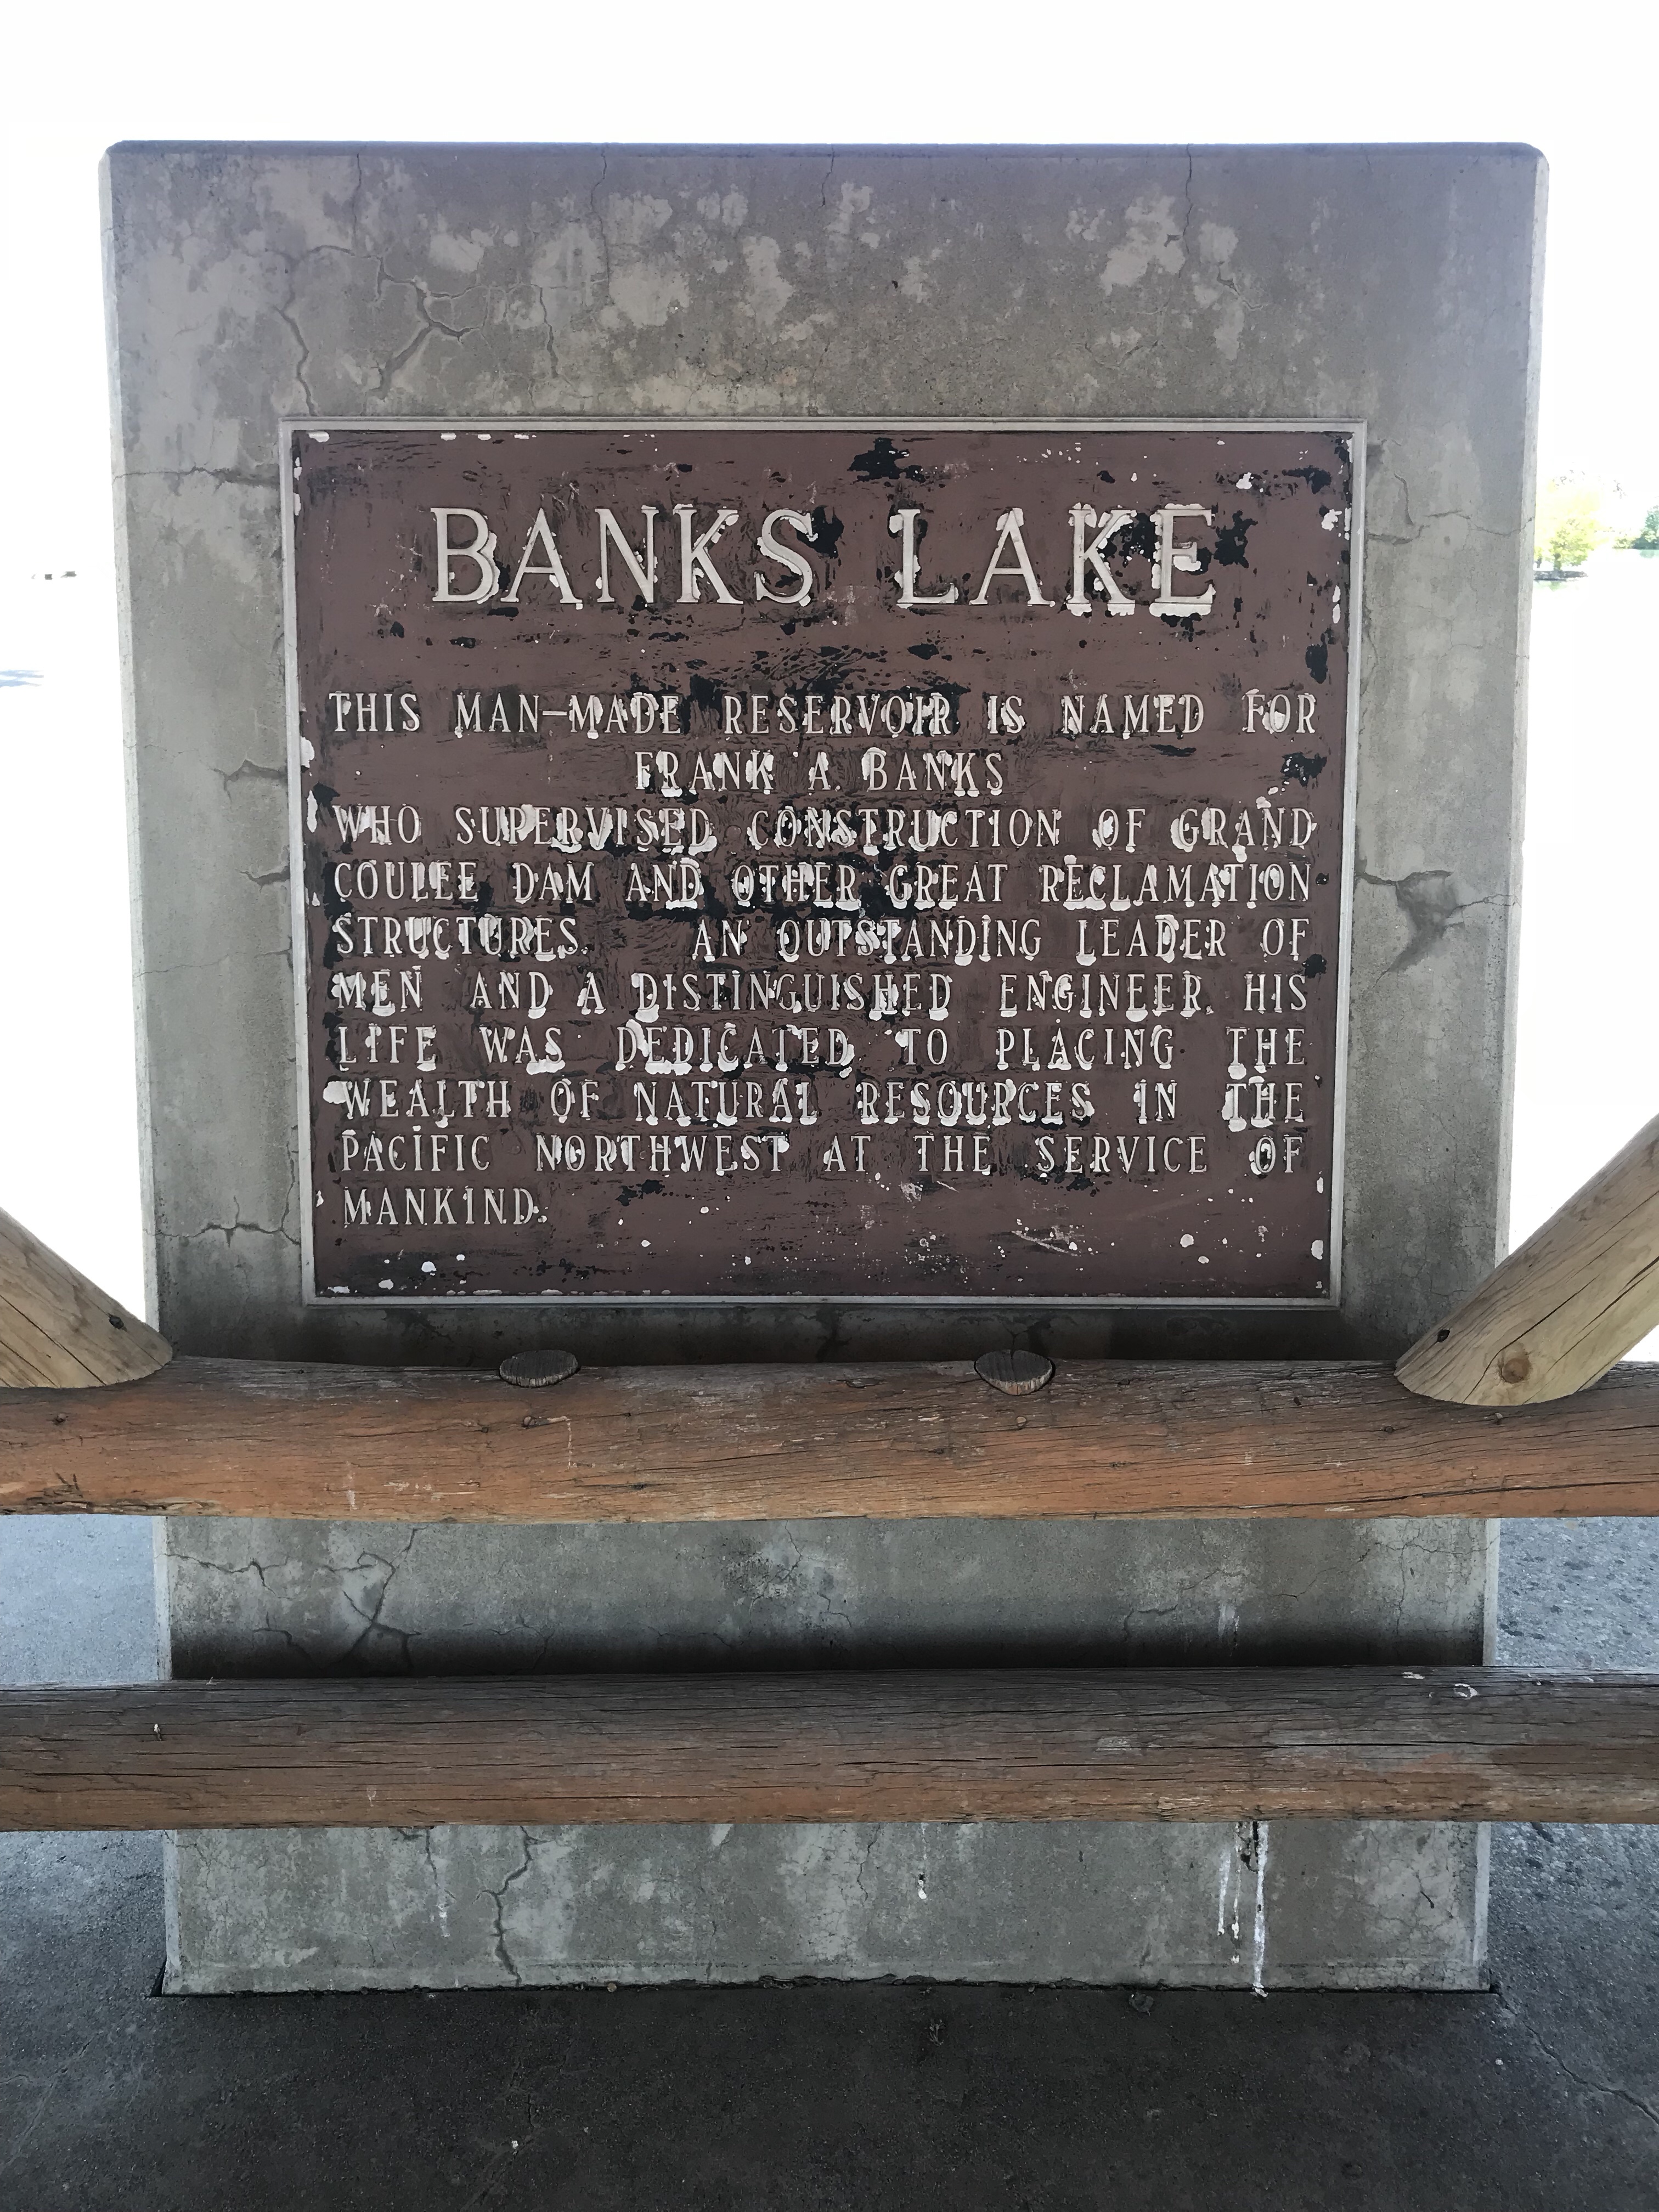 BANKS LAKE
THIS MAN-MADE RESERVOIR IS NAMED FOR
FRANK A. BANKS
WHO SUPERVISED CONSTRUCTION OF GRAND
COULEE DAM AND OTHER GREAT RECLAMATION
STRUCTURES. AN OUTSTANDING LEADER OF
MEN AND A DISTINGUISHED ENGINEER. HIS
LIFE WAS DEDICATED TO PLACING THE
WEALTH OF NATURAL RESOURCES IN THE
PACIFIC NORTHWEST AT THE SERVICE OF
MANKIND.